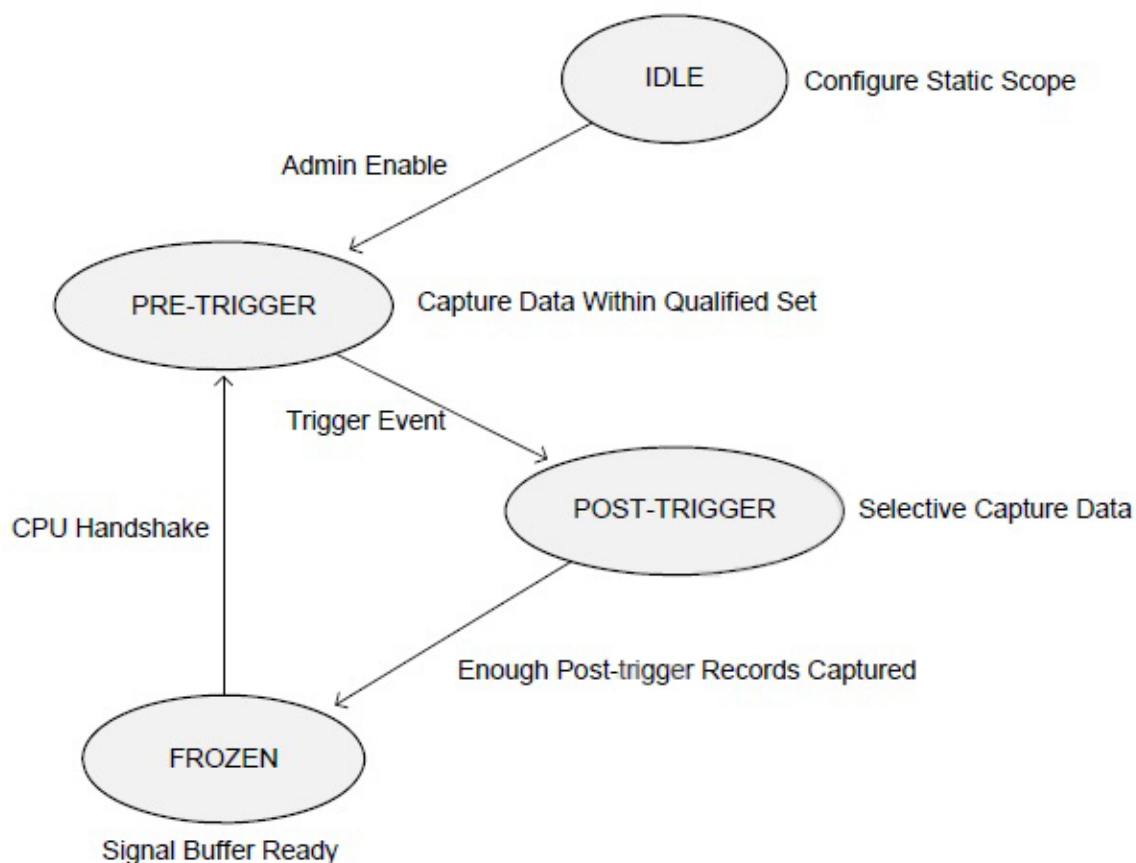 IDLE
Configure Static Scope
Admin Enable
PRE-TRIGGER
Capture Data Within Qualified Set
Trigger Event
POST-TRIGGER
Selective Capture Data
CPU Handshake
Enough Post-trigger Records Captured
FROZEN
Signal Buffer Ready